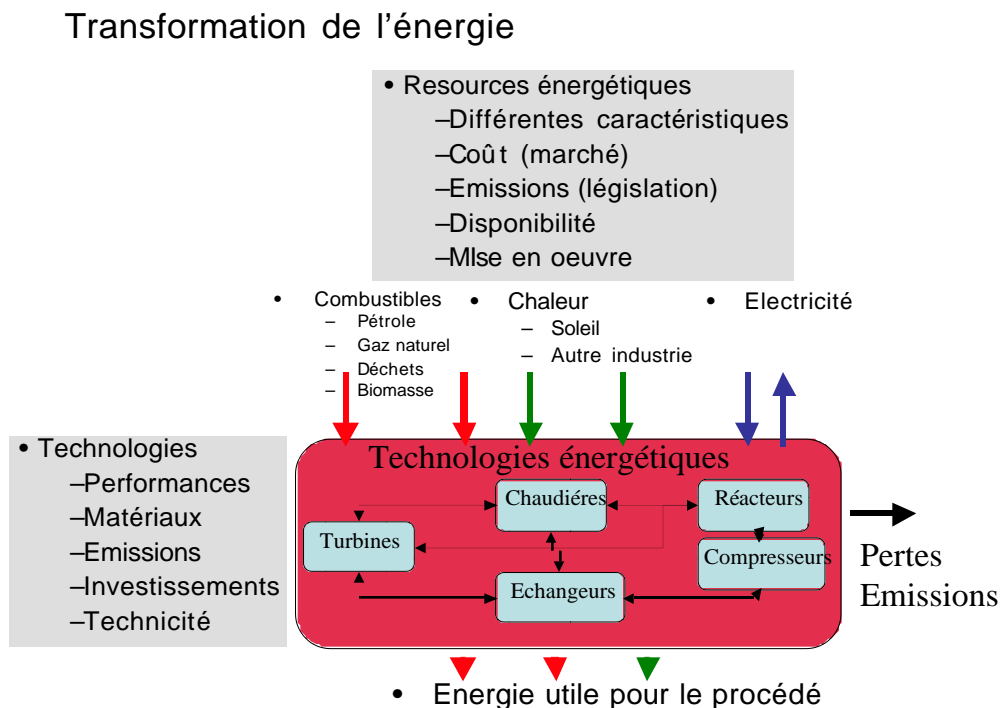 Transformation de l'énergie
• Resources énergétiques
–Différentes caractéristiques
–Coût (marché)
–Emissions (législation)
–Disponibilité
–MIse en oeuvre
• Combustibles
– Pétrole
– Gaz naturel
– Déchets
– Biomasse
• Chaleur
– Soleil
– Autre industrie
• Electricité
• Technologies
–Performances
–Matériaux
–Emissions
–Investissements
–Technicité
Technologies énergétiques
Chaudiéres
Réacteurs
Turbines
Compresseurs
Echangeurs
Pertes
Emissions
• Energie utile pour le procédé